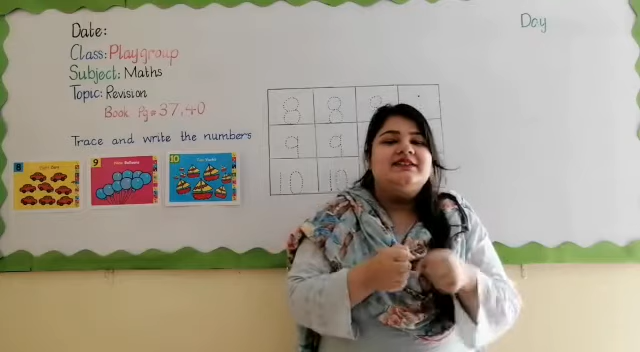 Date:
Day
Class: Playgroup
Subject: Maths
Topic: Revision
Book Pg = 37,40
Trace and write the numbers
8
9
10
8 8 8
9 9
10 10